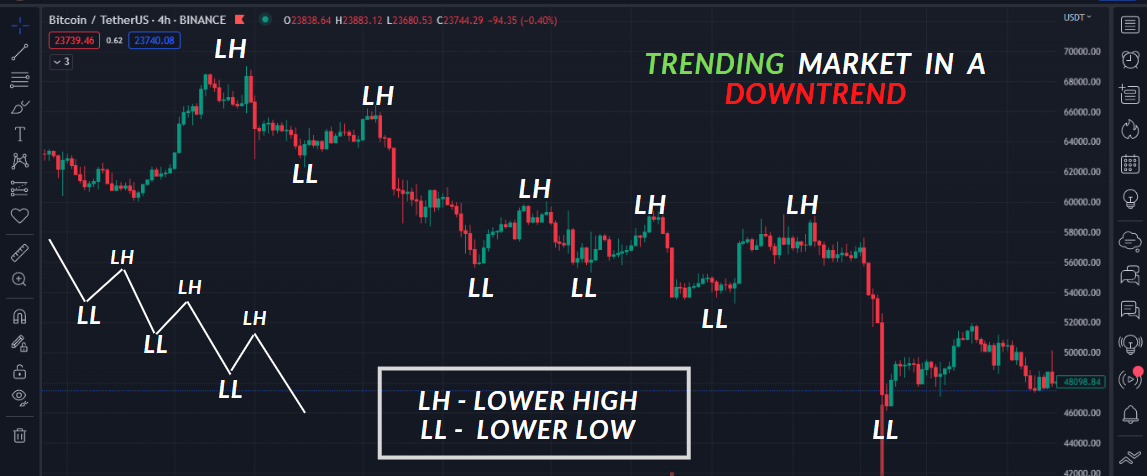 Bitcoin / TetherUS · 4h · BINANCE O23838.64 H23883.12 L23680.53 C23744.29 -94.35 (-0.40%)
USDT
23739.46 0.62 23740.08
3
TRENDING MARKET IN A
DOWNTREND
LH
LH
LL
LH
LH
LH
LL
LL
LL
LL
LH
LL
LH
LL
LH
LL
LH - LOWER HIGH
LL - LOWER LOW
70000.00
68000.00
66000.00
64000.00
62000.00
60000.00
58000.00
56000.00
54000.00
52000.00
50000.00
48098.84
46000.00
44000.00
42000.00